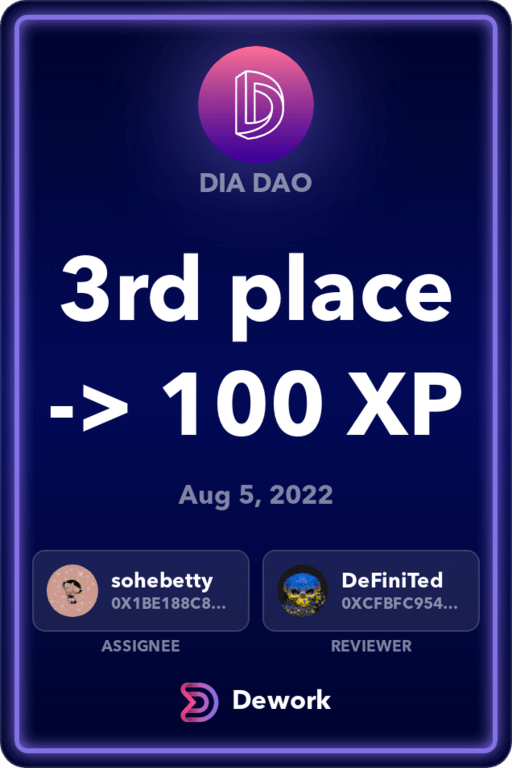 DIA DAO
3rd place
-> 100 XP
Aug 5, 2022
sohebetty
0X1BE188C8...
DeFiniTed
0XCFBFC954...
ASSIGNEE
REVIEWER
Dework